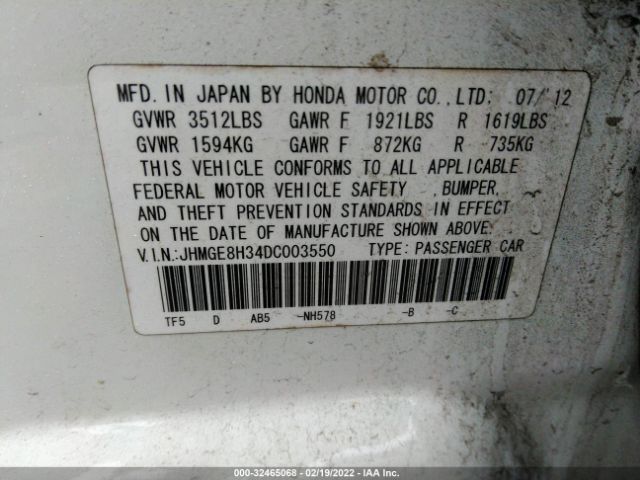 MFD. IN JAPAN BY HONDA MOTOR CO.,LTD: 07/12
GVWR 3512LBS GAWR F 1921LBS R 1619LBS
GVWR 1594KG GAWR F 872KG R 735KG
THIS VEHICLE CONFORMS TO ALL APPLICABLE
FEDERAL MOTOR VEHICLE SAFETY ,BUMPER,
AND THEFT PREVENTION STANDARDS IN EFFECT
ON THE DATE OF MANUFACTURE SHOWN ABOVE.
V.I.N.:JHMGE8H34DC003550 TYPE: PASSENGER CAR
TF5 D AB5 -NH578 -B -C
000-32465068 - 02/19/2022 - IAA Inc.